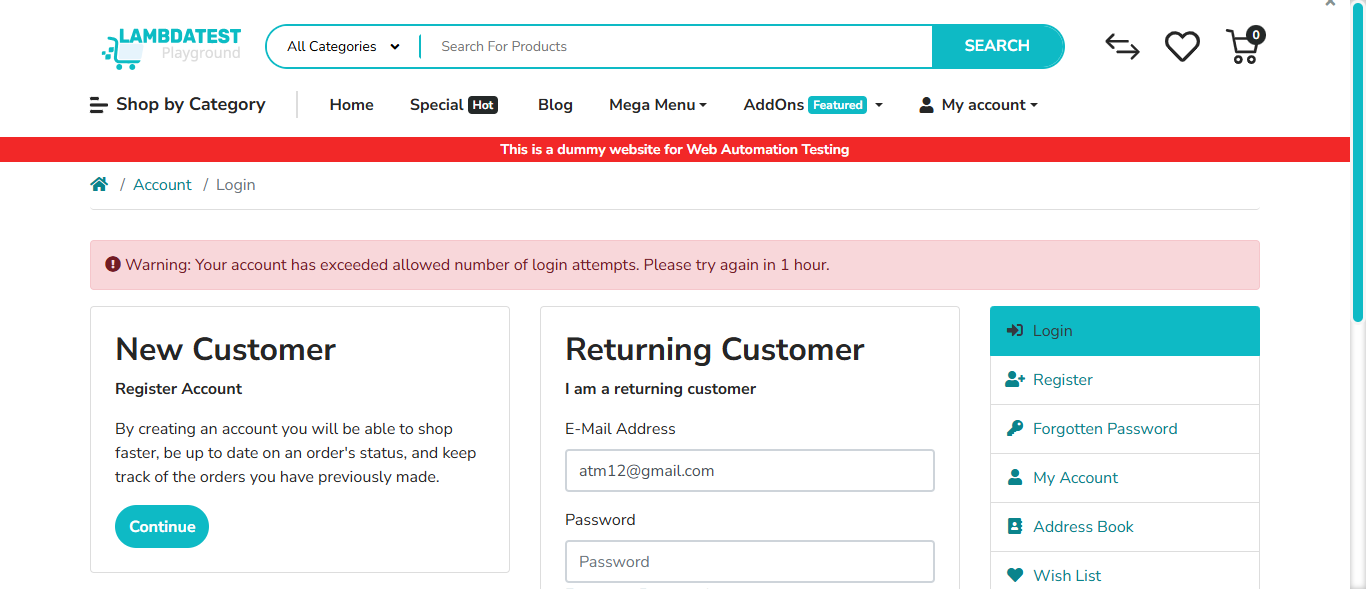 LAMBDATEST
Playground
All Categories
Search For Products
SEARCH
0
Shop by Category
Home
Special Hot
Blog
Mega Menu
AddOns Featured
My account
This is a dummy website for Web Automation Testing
/ Account / Login
Warning: Your account has exceeded allowed number of login attempts. Please try again in 1 hour.
New Customer
Register Account
By creating an account you will be able to shop
faster, be up to date on an order's status, and keep
track of the orders you have previously made.
Continue
Returning Customer
I am a returning customer
E-Mail Address
atm12@gmail.com
Password
Password
Login
Register
Forgotten Password
My Account
Address Book
Wish List